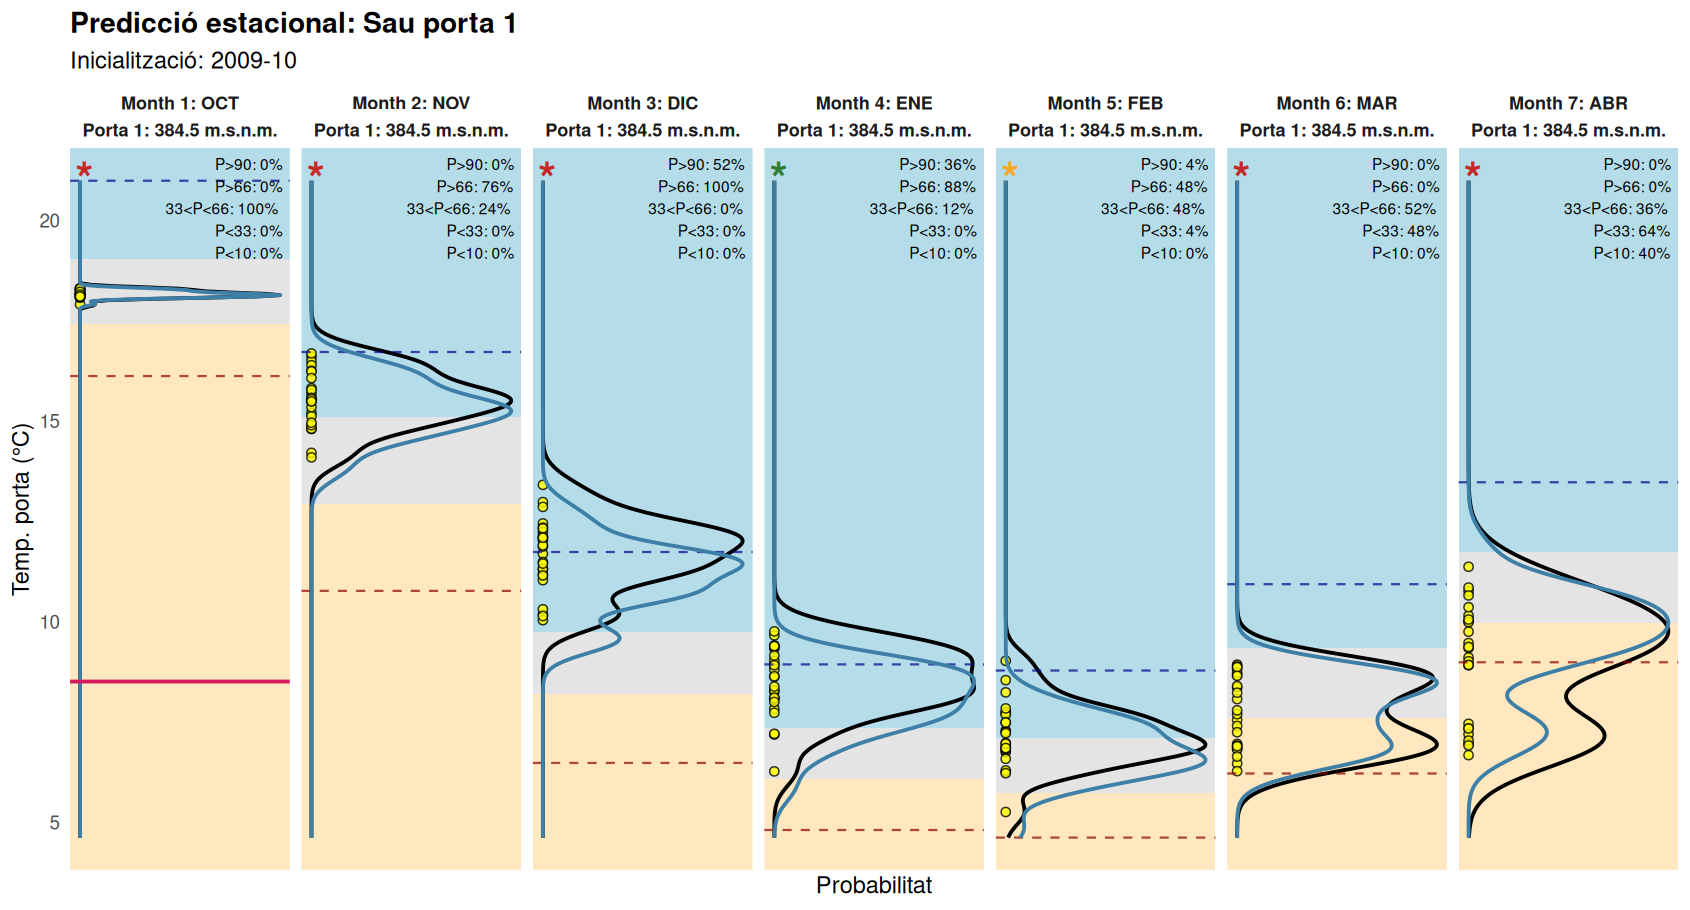 Predicció estacional: Sau porta 1
Inicialització: 2009-10
Month 1: OCT
Porta 1: 384.5 m.s.n.m.
Month 2: NOV
Porta 1: 384.5 m.s.n.m.
Month 3: DIC
Porta 1: 384.5 m.s.n.m.
Month 4: ENE
Porta 1: 384.5 m.s.n.m.
Month 5: FEB
Porta 1: 384.5 m.s.n.m.
Month 6: MAR
Porta 1: 384.5 m.s.n.m.
Month 7: ABR
Porta 1: 384.5 m.s.n.m.
*
P>90: 0%
P>66: 0%
33<P<66: 100%
P<33: 0%
P<10: 0%
*
P>90: 0%
P>66: 76%
33<P<66: 24%
P<33: 0%
P<10: 0%
*
P>90: 52%
P>66: 100%
33<P<66: 0%
P<33: 0%
P<10: 0%
*
P>90: 36%
P>66: 88%
33<P<66: 12%
P<33: 0%
P<10: 0%
*
P>90: 4%
P>66: 48%
33<P<66: 48%
P<33: 4%
P<10: 0%
*
P>90: 0%
P>66: 0%
33<P<66: 52%
P<33: 48%
P<10: 0%
*
P>90: 0%
P>66: 0%
33<P<66: 36%
P<33: 64%
P<10: 40%
20
15
10
5
Temp. porta (°C)
Probabilitat